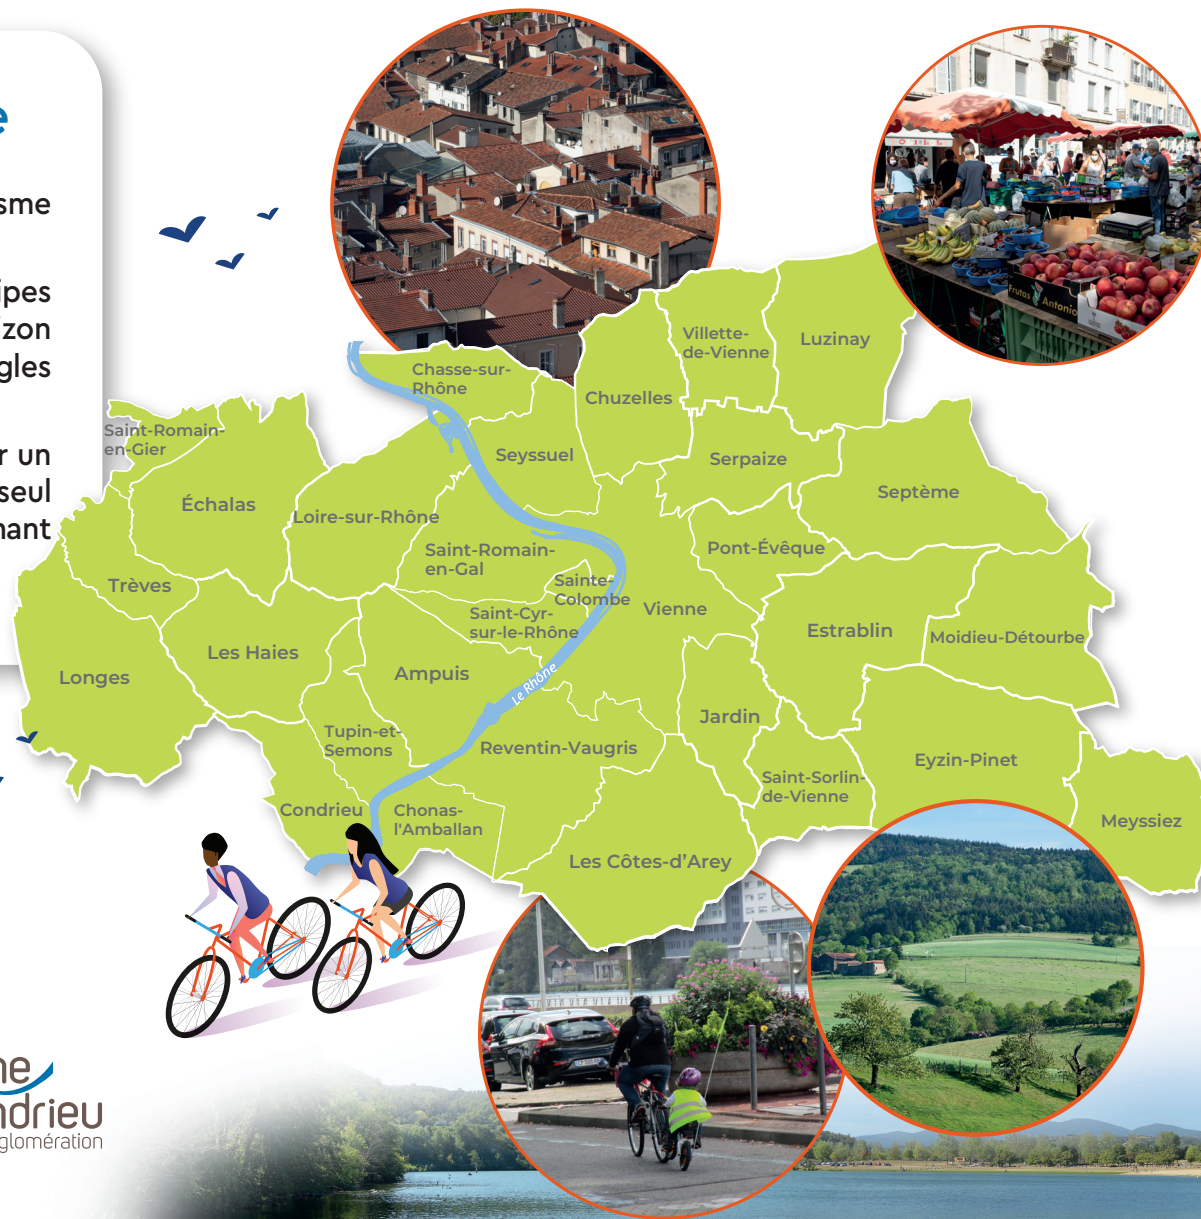 e
sme
ipes
izon
gles
r un
seul
nant
Frutas Antonio
Villette-
de-Vienne
Luzinay
Chasse-sur-
Rhône
Chuzelles
Saint-Romain-
en-Gier
Seyssuel
Serpaize
Septème
Échalas
Loire-sur-Rhône
Saint-Romain-
en-Gal
Pont-Évêque
Trèves
Sainte-
Colombe
Vienne
Saint-Cyr-
sur-le-Rhône
Estrablin
Moidieu-Détourbe
Les Haies
Longes
Ampuis
Le Rhône
Tupin-et-
Semons
Reventin-Vaugris
Jardin
Eyzin-Pinet
Saint-Sorlin-
de-Vienne
Condrieu
Chonas-
l'Amballan
Meyssiez
Les Côtes-d'Arey
ne
ndrieu
glomération